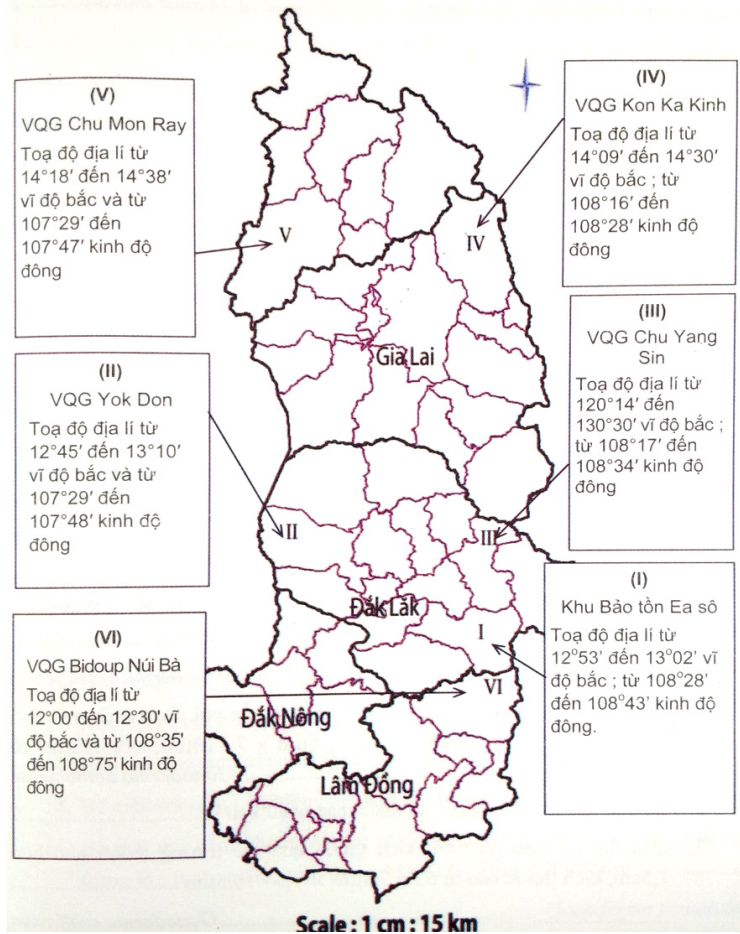 (V)
VQG Chu Mon Ray
Toạ độ địa lí từ
14°18' đến 14°38'
vĩ độ bắc và từ
107°29' đến
107°47' kinh độ
đông
(IV)
VQG Kon Ka Kinh
Toạ độ địa lí từ
14°09' đến 14°30'
vĩ độ bắc ; từ
108°16' đến
108°28' kinh độ
đông
V
IV
(III)
VQG Chu Yang
Sin
Toạ độ địa lí từ
120°14' đến
130°30' vĩ độ bắc ;
từ 108°17' đến
108°34' kinh độ
đông
Gia Lai
(II)
VQG Yok Don
Toạ độ địa lí từ
12°45' đến 13°10'
vĩ độ bắc và từ
107°29' đến
107°48' kinh độ
đông
II
III
(I)
Khu Bảo tồn Ea sô
Toạ độ địa lí từ
12°53' đến 13°02' vĩ
độ bắc ; từ 108°28'
đến 108°43' kinh độ
đông.
Đắk Lắk
I
(VI)
VQG Bidoup Núi Bà
Toạ độ địa lí từ
12°00' đến 12°30' vĩ
độ bắc và từ 108°35'
đến 108°75' kinh độ
đông
VI
Đắk Nông
Lâm Đồng
Scale : 1 cm : 15 km